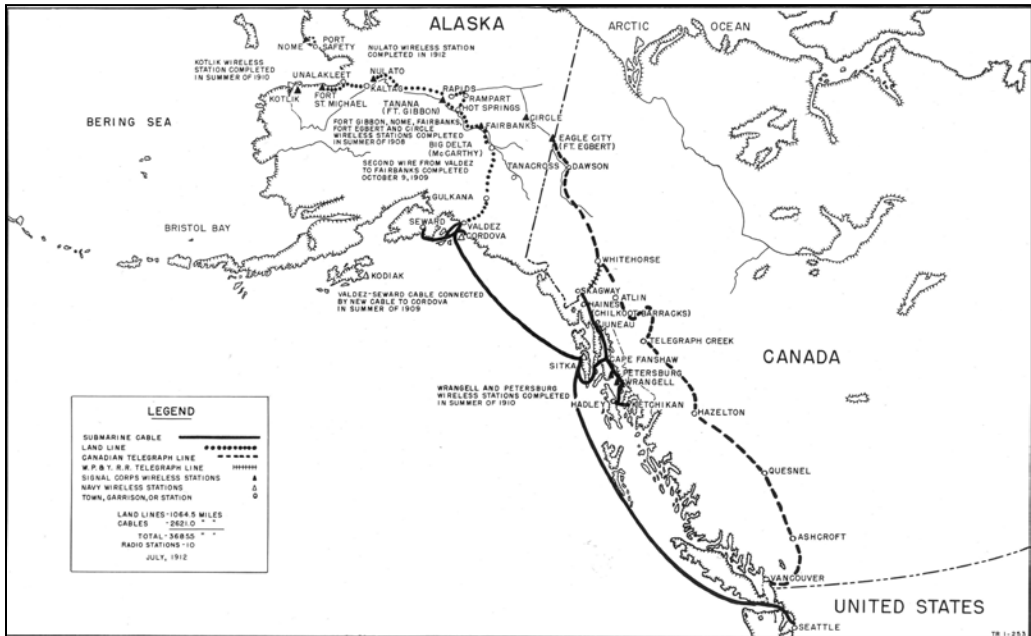 ALASKA
ARCTIC
OCEAN
NOME
PORT
SAFETY
NULATO WIRELESS STATION
COMPLETED IN 1912
KOTLIK WIRELESS
STATION COMPLETED
IN SUMMER OF 1910
UNALAKLEET
NULATO
KOTLIK
FORT
ST. MICHAEL
KALTAG
RAPIDS
RAMPART
HOT SPRINGS
TANANA
(FT. GIBBON)
CIRCLE
BERING SEA
FORT GIBBON, NOME, FAIRBANKS,
FORT EGBERT AND CIRCLE
WIRELESS STATIONS COMPLETED
IN SUMMER OF 1908
FAIRBANKS
EAGLE CITY
(FT. EGBERT)
BIG DELTA
(McCARTHY)
SECOND WIRE FROM VALDEZ
TO FAIRBANKS COMPLETED
OCTOBER 9, 1909
TANACROSS
DAWSON
GULKANA
BRISTOL BAY
SEWARD
VALDEZ
CORDOVA
WHITEHORSE
KODIAK
VALDEZ-SEWARD CABLE CONNECTED
BY NEW CABLE TO CORDOVA
IN SUMMER OF 1909
SKAGWAY
HAINES
(CHILKOOT BARRACKS)
ATLIN
JUNEAU
TELEGRAPH CREEK
CANADA
SITKA
CAPE FANSHAW
PETERSBURG
WRANGELL
WRANGELL AND PETERSBURG
WIRELESS STATIONS COMPLETED
IN SUMMER OF 1910
HADLEY
KETCHIKAN
HAZELTON
LEGEND
SUBMARINE CABLE
LAND LINE
CANADIAN TELEGRAPH LINE
W.P. & Y. R.R. TELEGRAPH LINE
SIGNAL CORPS WIRELESS STATIONS
NAVY WIRELESS STATIONS
TOWN, GARRISON, OR STATION
LAND LINES-1064.5 MILES
CABLES -2621.0 " "
TOTAL-3685.5 " "
RADIO STATIONS-10
JULY, 1912
QUESNEL
ASHCROFT
VANCOUVER
UNITED STATES
SEATTLE